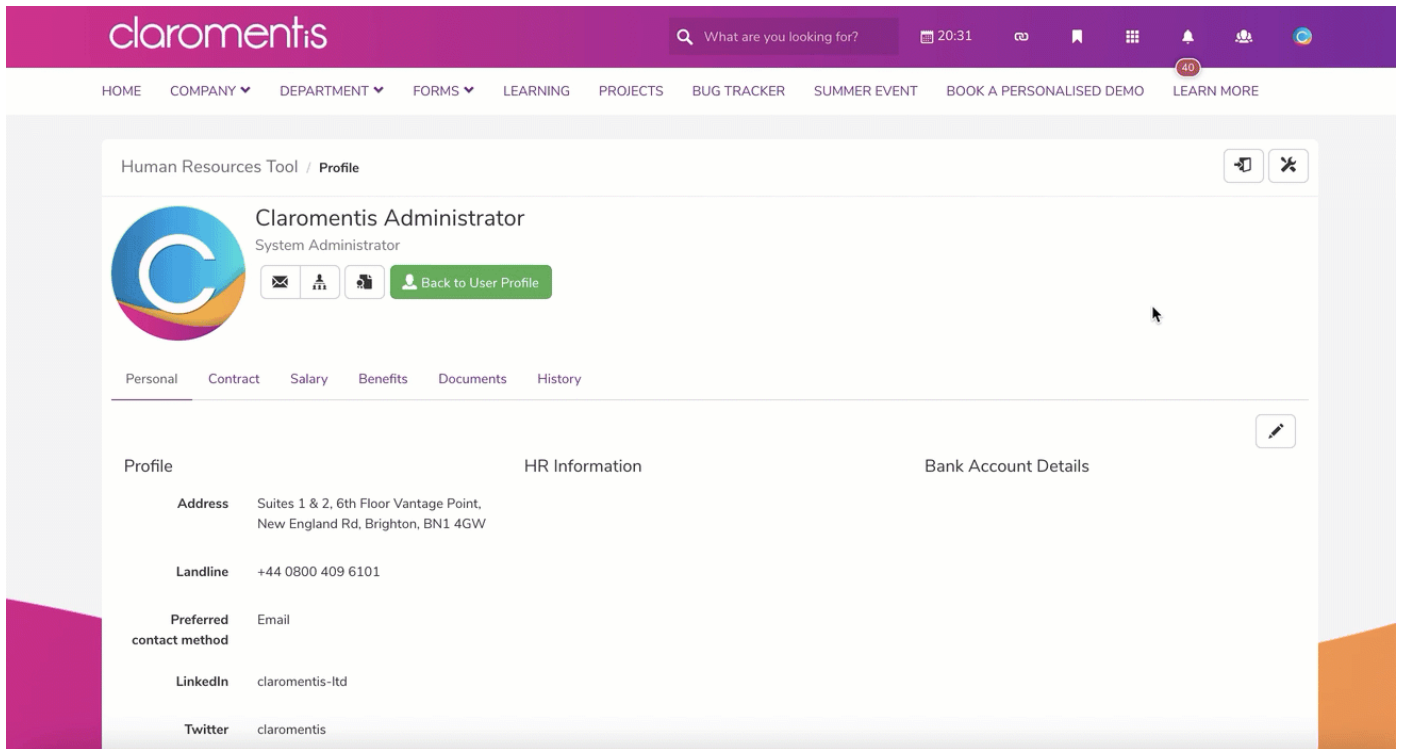 claromentis
What are you looking for?
20:31
40
HOME COMPANY DEPARTMENT FORMS LEARNING PROJECTS BUG TRACKER SUMMER EVENT BOOK A PERSONALISED DEMO LEARN MORE
Human Resources Tool / Profile
Claromentis Administrator
System Administrator
Back to User Profile
Personal Contract Salary Benefits Documents History
Profile HR Information Bank Account Details
Address Suites 1 & 2, 6th Floor Vantage Point,
New England Rd, Brighton, BN1 4GW
Landline +44 0800 409 6101
Preferred Email
contact method
LinkedIn claromentis-ltd
Twitter claromentis